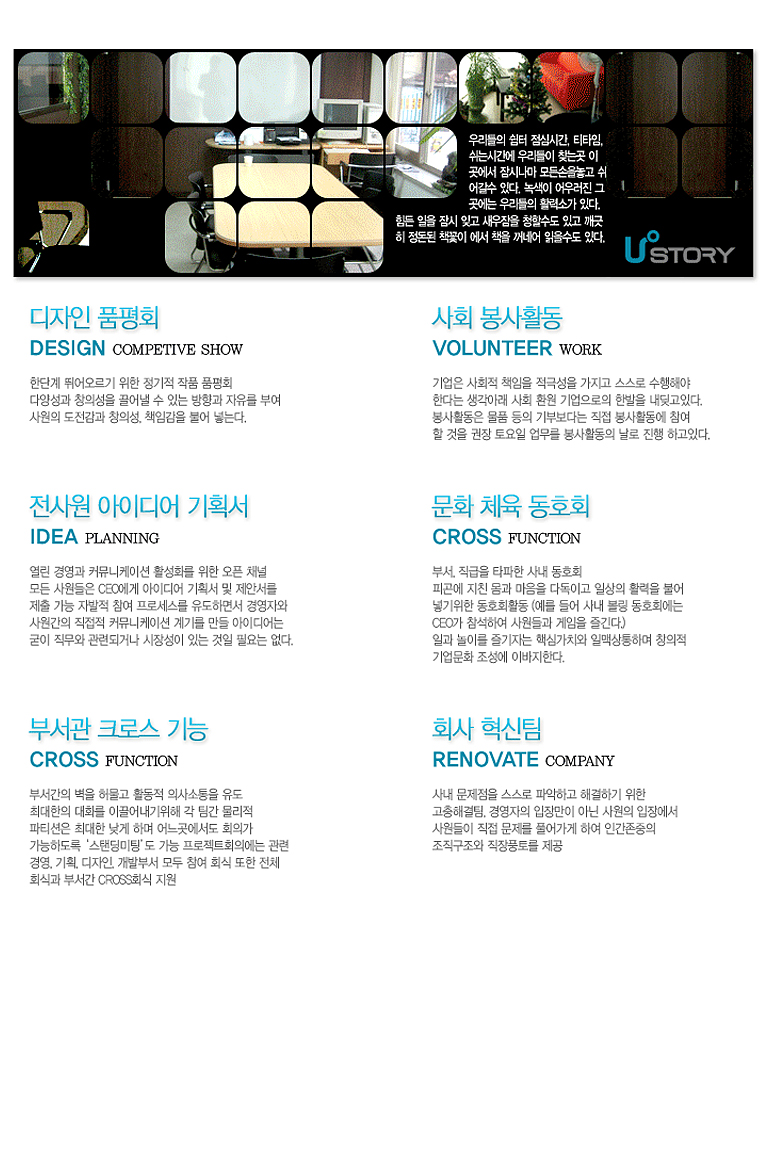 우리들의 쉼터 점심시간, 티타임,
쉬는시간에 우리들이 찾는곳 이
곳에서 잠시나마 모든손을놓고 쉬
어갈수 있다. 녹색이 어우러진 그
곳에는 우리들의 활력소가 있다.
힘든 일을 잠시 잊고 새우잠을 청할수도 있고 깨긋
히 정돈된 책꽃이 에서 책을 꺼네어 읽을수도 있다.
U°STORY
디자인 품평회
DESIGN COMPETIVE SHOW
한단계 뛰어오르기 위한 정기적 작품 품평회
다양성과 창의성을 끌어낼 수 있는 방향과 자유를 부여
사원의 도전감과 창의성, 책임감을 불어 넣는다.
사회 봉사활동
VOLUNTEER WORK
기업은 사회적 책임을 적극성을 가지고 스스로 수행해야
한다는 생각아래 사회 환원 기업으로의 한발을 내딪고있다.
봉사활동은 물품 등의 기부보다는 직접 봉사활동에 참여
할 것을 권장 토요일 업무를 봉사활동의 날로 진행 하고있다.
전사원 아이디어 기획서
IDEA PLANNING
열린 경영과 커뮤니케이션 활성화를 위한 오픈 채널
모든 사원들은 CEO에게 아이디어 기획서 및 제안서를
제출 가능 자발적 참여 프로세스를 유도하면서 경영자와
사원간의 직접적 커뮤니케이션 계기를 만들 아이디어는
굳이 직무와 관련되거나 시장성이 있는 것일 필요는 없다.
문화 체육 동호회
CROSS FUNCTION
부서, 직급을 타파한 사내 동호회
피곤에 지친 몸과 마음을 다독이고 일상의 활력을 불어
넣기위한 동호회활동 (예를 들어 사내 볼링 동호회에는
CEO가 참석하여 사원들과 게임을 즐긴다.)
일과 놀이를 즐기자는 핵심가치와 일맥상통하며 창의적
기업문화 조성에 이바지한다.
부서관 크로스 기능
CROSS FUNCTION
부서간의 벽을 허물고 활동적 의사소통을 유도
최대한의 대화를 이끌어내기위해 각 팀간 물리적
파티션은 최대한 낮게 하며 어느곳에서도 회의가
가능하도록 ‘스탠딩미팅’도 가능 프로젝트회의에는 관련
경영, 기획, 디자인, 개발부서 모두 참여 회식 또한 전체
회식과 부서간 CROSS회식 지원
회사 혁신팀
RENOVATE COMPANY
사내 문제점을 스스로 파악하고 해결하기 위한
고충해결팀, 경영자의 입장만이 아닌 사원의 입장에서
사원들이 직접 문제를 풀어가게 하여 인간존중의
조직구조와 직장풍토를 제공